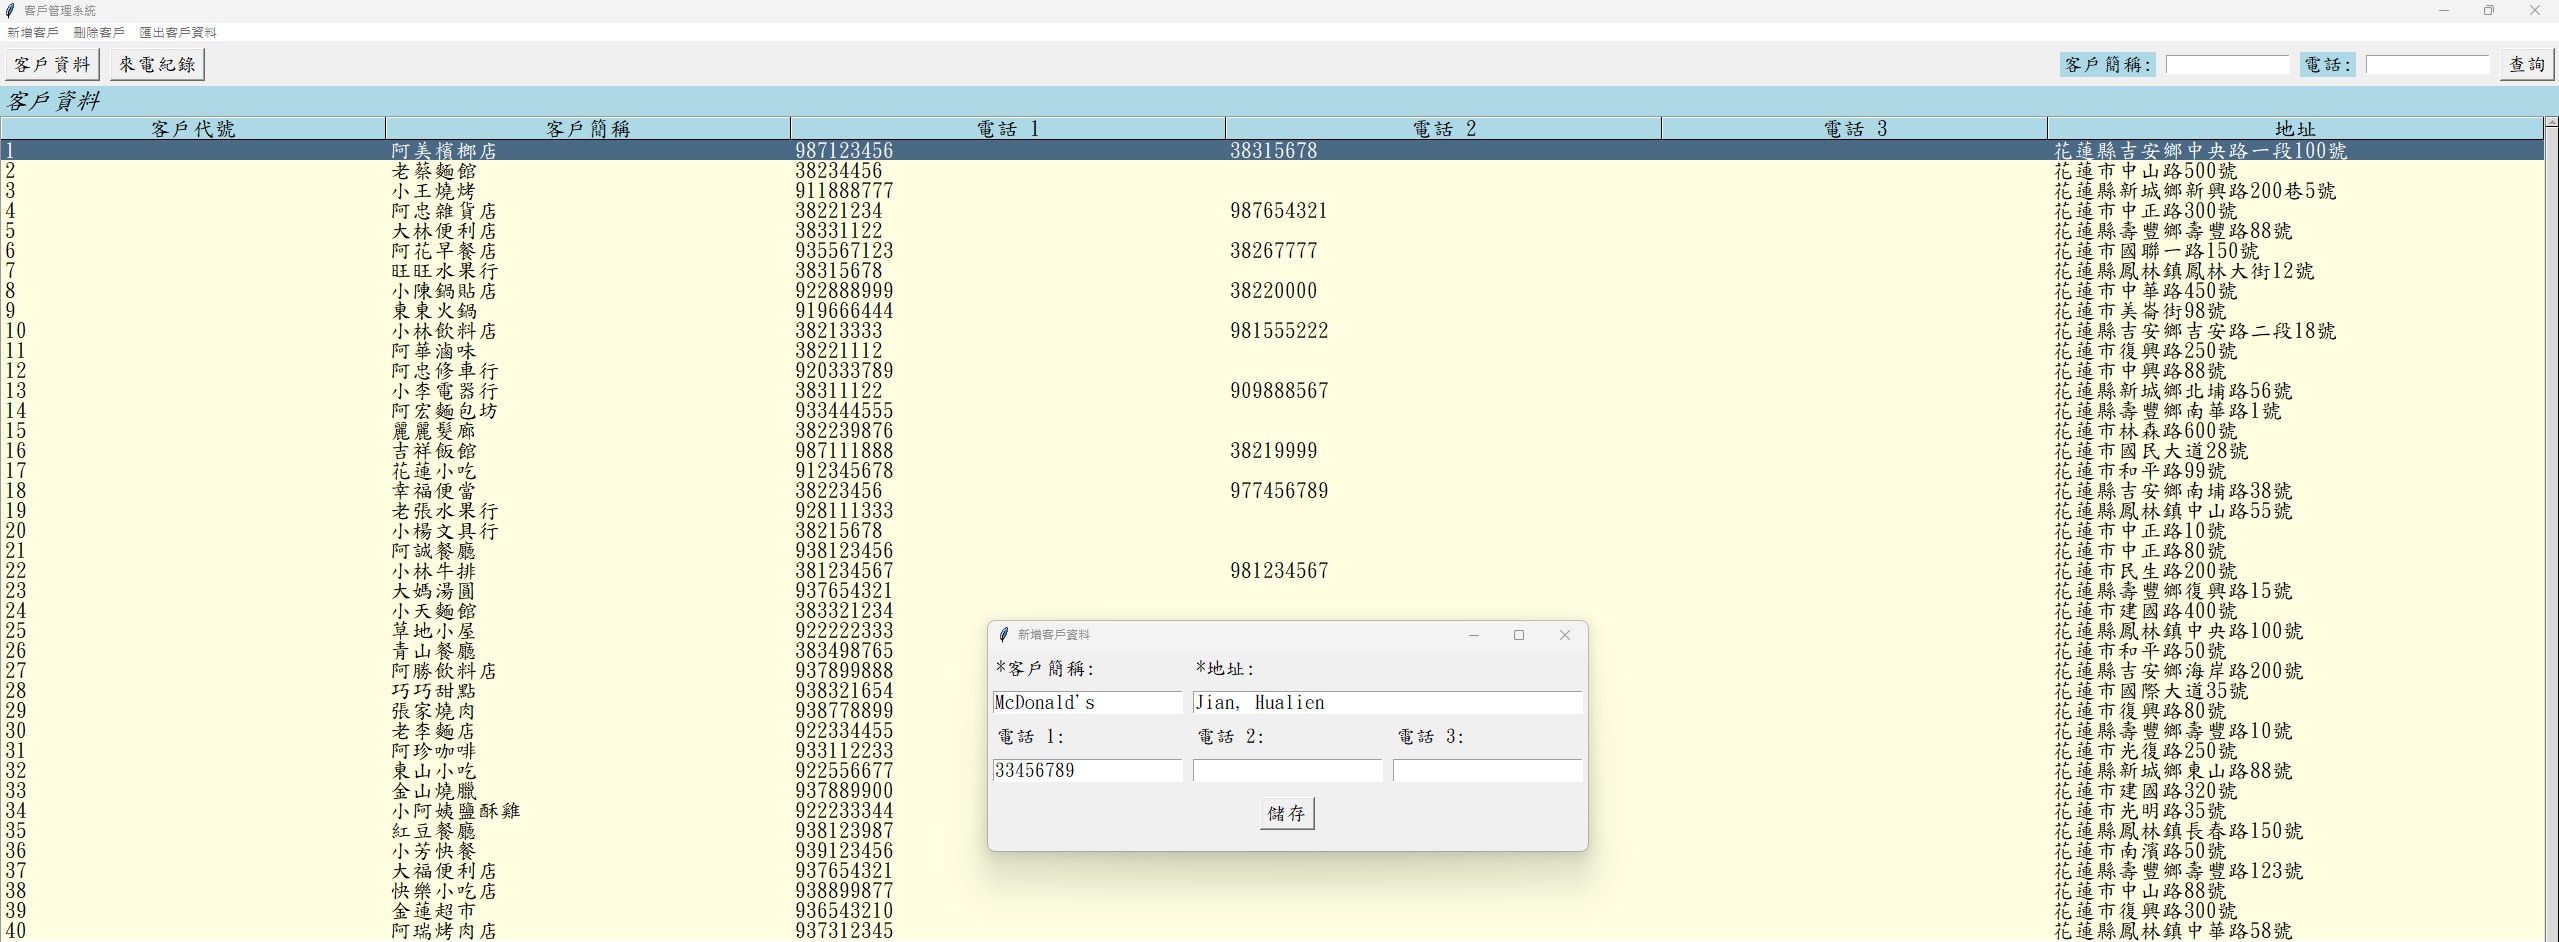 客戶管理系統
新增客戶 刪除客戶 匯出客戶資料
客戶資料 來電紀錄 客戶簡稱: 電話: 查詢
客戶資料
客戶代號 客戶簡稱 電話 1 電話 2 電話 3 地址
1 阿美檳榔店 987123456 38315678 花蓮縣吉安鄉中央路一段100號
2 老蔡麵館 38234456 花蓮市中山路500號
3 小王燒烤 911888777 花蓮縣新城鄉新興路200巷5號
4 阿忠雜貨店 38221234 987654321 花蓮市中正路300號
5 大林便利店 38331122 花蓮縣壽豐鄉壽豐路88號
6 阿花早餐店 935567123 38267777 花蓮市國聯一路150號
7 旺旺水果行 38315678 花蓮縣鳳林鎮鳳林大街12號
8 小陳鍋貼店 922888999 38220000 花蓮市中華路450號
9 東東火鍋 919666444 花蓮市美崙街98號
10 小林飲料店 38213333 981555222 花蓮縣吉安鄉吉安路二段18號
11 阿華滷味 38221112 花蓮市復興路250號
12 阿忠修車行 920333789 花蓮市中興路88號
13 小李電器行 38311122 909888567 花蓮縣新城鄉北埔路56號
14 阿宏麵包坊 933444555 花蓮縣壽豐鄉南華路1號
15 麗麗髮廊 382239876 花蓮市林森路600號
16 吉祥飯館 987111888 38219999 花蓮市國民大道28號
17 花蓮小吃 912345678 花蓮市和平路99號
18 幸福便當 38223456 977456789 花蓮縣吉安鄉南埔路38號
19 老張水果行 928111333 花蓮縣鳳林鎮中山路55號
20 小楊文具行 38215678 花蓮市中正路10號
21 阿誠餐廳 938123456 花蓮市中正路80號
22 小林牛排 381234567 981234567 花蓮市民生路200號
23 大媽湯圓 937654321 花蓮縣壽豐鄉復興路15號
24 小天麵館 383321234 花蓮市建國路400號
25 草地小屋 922222333 花蓮縣鳳林鎮中央路100號
26 青山餐廳 383498765 花蓮市和平路50號
27 阿勝飲料店 937899888 花蓮縣吉安鄉海岸路200號
28 巧巧甜點 938321654 花蓮市國際大道35號
29 張家燒肉 938778899 花蓮市復興路80號
30 老李麵店 922334455 花蓮縣壽豐鄉壽豐路10號
31 阿珍咖啡 933112233 花蓮市光復路250號
32 東山小吃 922556677 花蓮縣新城鄉東山路88號
33 金山燒臘 937889900 花蓮市建國路320號
34 小阿姨鹽酥雞 922233344 花蓮市光明路35號
35 紅豆餐廳 938123987 花蓮縣鳳林鎮長春路150號
36 小芳快餐 939123456 花蓮市南濱路50號
37 大福便利店 937654321 花蓮縣壽豐鄉壽豐路123號
38 快樂小吃店 938899877 花蓮市中山路88號
39 金蓮超市 936543210 花蓮市復興路300號
40 阿瑞烤肉店 937312345 花蓮縣鳳林鎮中華路58號
新增客戶資料
*客戶簡稱: *地址:
McDonald's Jian, Hualien
電話 1: 電話 2: 電話 3:
33456789
儲存